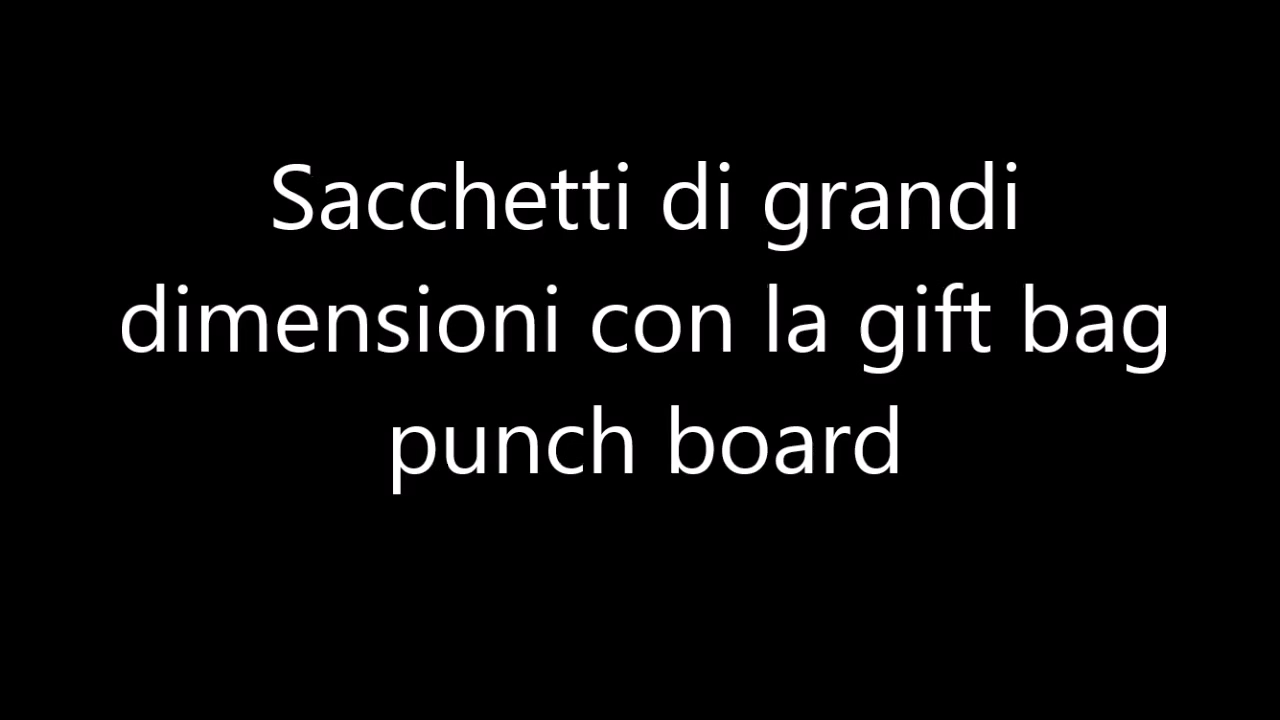 Sacchetti di grandi
dimensioni con la gift bag
punch board